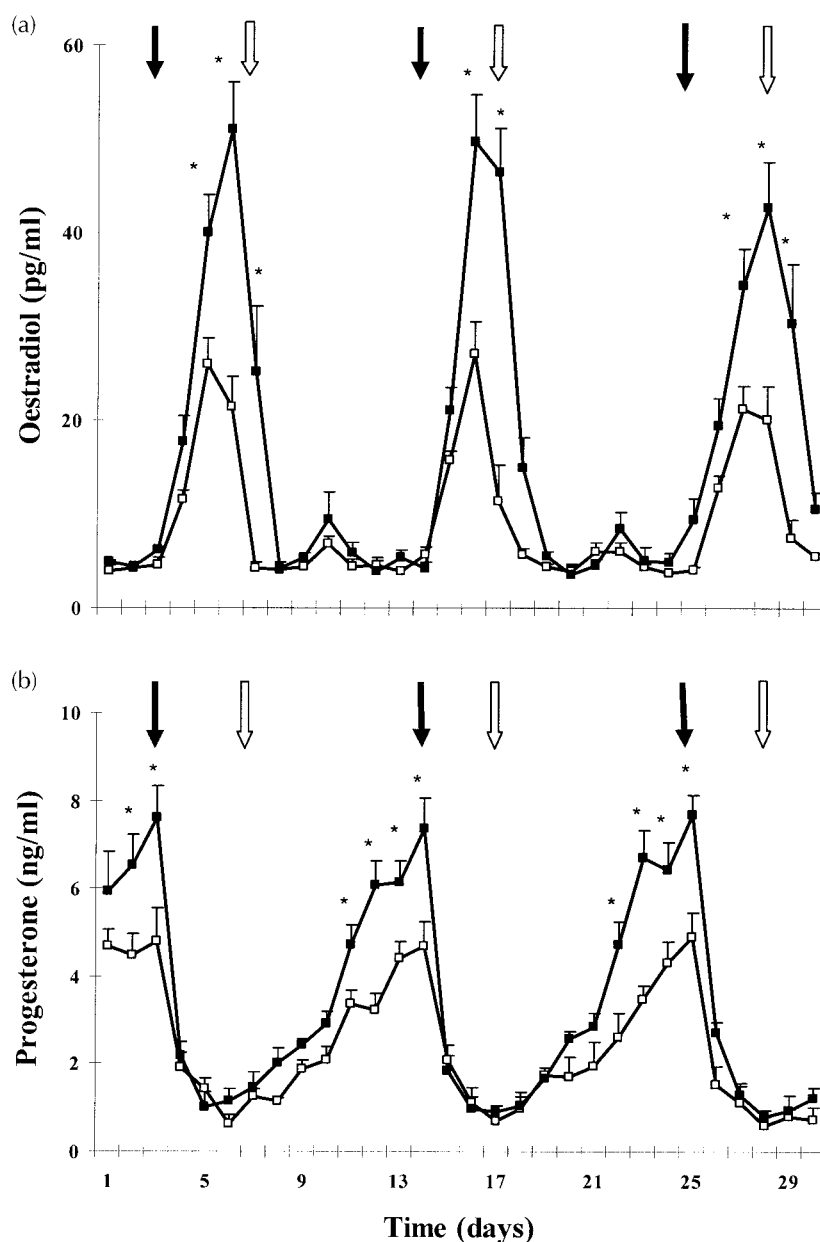 (a)
60
40
20
0
Oestradiol (pg/ml)
* * * * * * * *
(b)
10
8
6
4
2
0
Progesterone (ng/ml)
* * * * * * * * * *
1 5 9 13 17 21 25 29
Time (days)